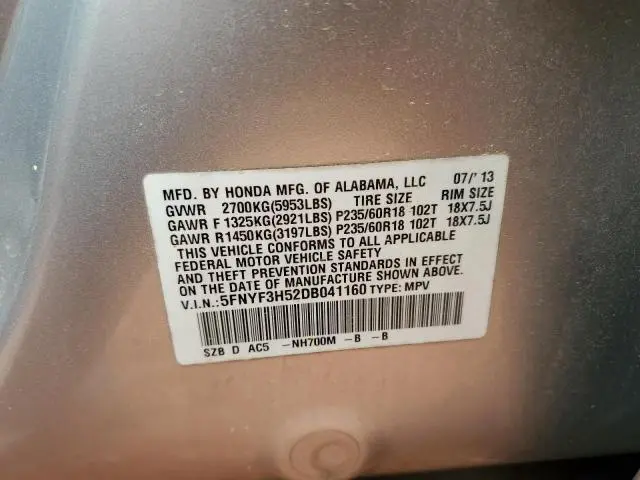 MFD. BY HONDA MFG. OF ALABAMA, LLC 07/'13
GVWR 2700KG(5953LBS) TIRE SIZE RIM SIZE
GAWR F 1325KG(2921LBS) P235/60R18 102T 18X7.5J
GAWR R1450KG(3197LBS) P235/60R18 102T 18X7.5J
THIS VEHICLE CONFORMS TO ALL APPLICABLE
FEDERAL MOTOR VEHICLE SAFETY
AND THEFT PREVENTION STANDARDS IN EFFECT
ON THE DATE OF MANUFACTURE SHOWN ABOVE.
V.I.N.:5FNYF3H52DB041160 TYPE: MPV
SZB D AC5 -NH700M -B -B